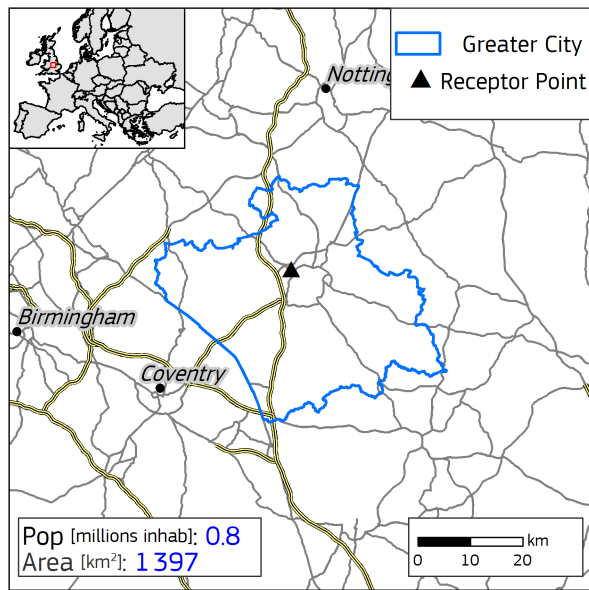 Greater City
Receptor Point
Notting
Birmingham
Coventry
Pop [millions inhab]: 0.8
Area [km²]: 1 397
km
0 10 20